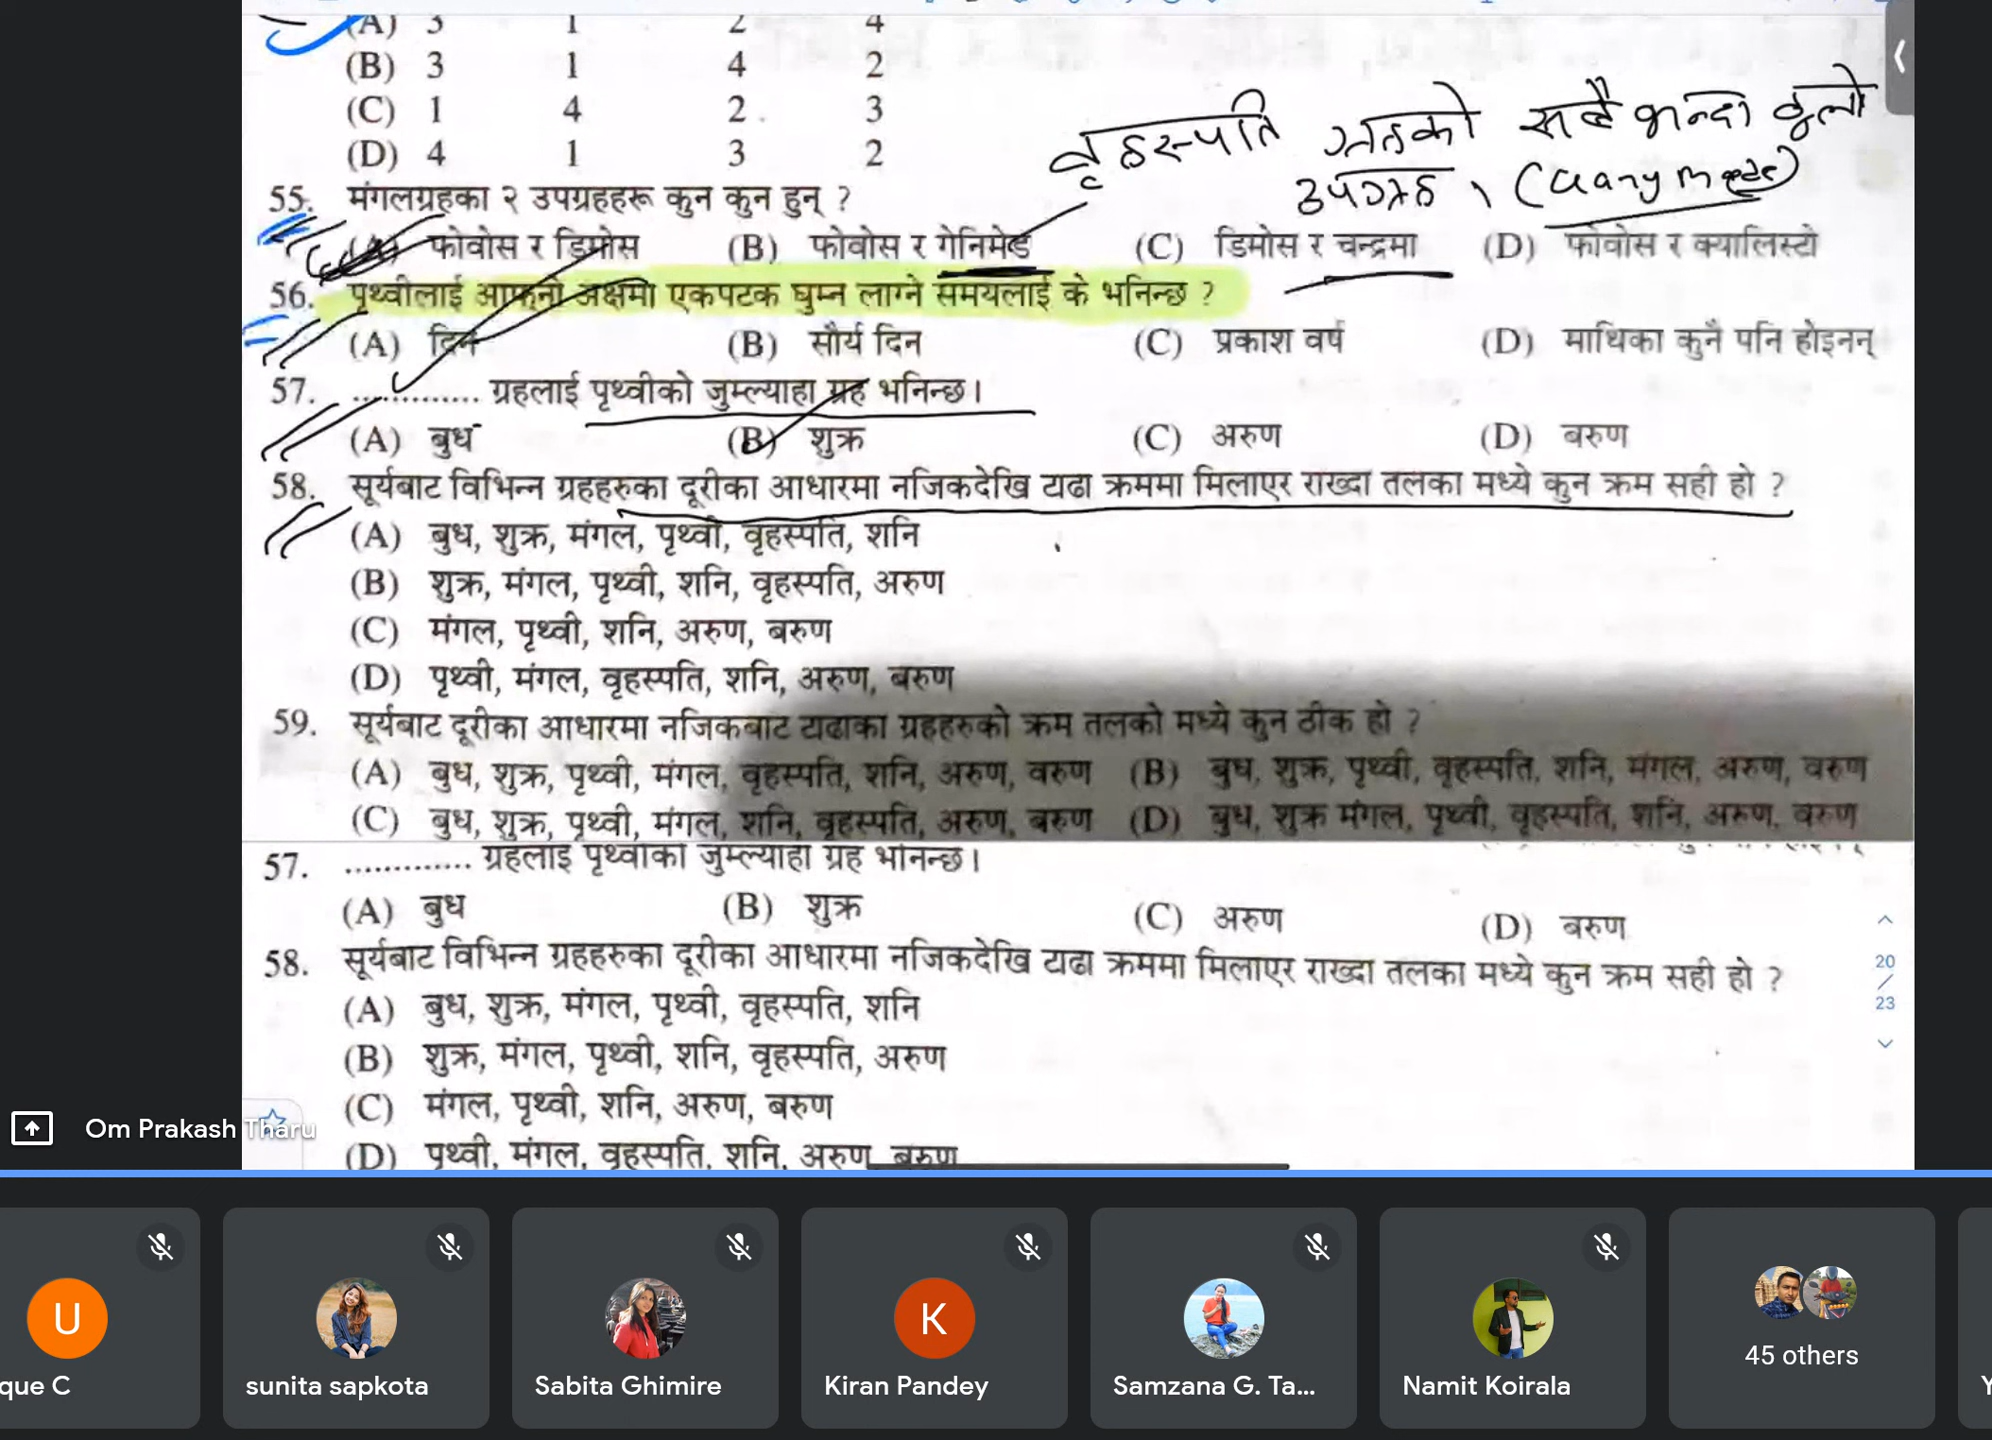 (A) 3 1 2 4
(B) 3 1 4 2
(C) 1 4 2 3
(D) 4 1 3 2
बृहस्पति ग्रहको सबै भन्दा ठूलो
उपग्रह । (Ganymede)
55. मंगलग्रहका २ उपग्रहहरू कुन कुन हुन् ?
(A) फोवोस र डिमोस (B) फोवोस र गेनिमेड (C) डिमोस र चन्द्रमा (D) फोवोस र क्यालिस्टो
56. पृथ्वीलाई आफ्नो अक्षमा एकपटक घुम्न लाग्ने समयलाई के भनिन्छ ?
(A) दिन (B) सौर्य दिन (C) प्रकाश वर्ष (D) माथिका कुनै पनि होइनन्
57. ............. ग्रहलाई पृथ्वीको जुम्ल्याहा ग्रह भनिन्छ।
(A) बुध (B) शुक्र (C) अरुण (D) बरुण
58. सूर्यबाट विभिन्न ग्रहहरुका दूरीका आधारमा नजिकदेखि टाढा क्रममा मिलाएर राख्दा तलका मध्ये कुन क्रम सही हो ?
(A) बुध, शुक्र, मंगल, पृथ्वी, वृहस्पति, शनि
(B) शुक्र, मंगल, पृथ्वी, शनि, वृहस्पति, अरुण
(C) मंगल, पृथ्वी, शनि, अरुण, बरुण
(D) पृथ्वी, मंगल, वृहस्पति, शनि, अरुण, बरुण
59. सूर्यबाट दूरीका आधारमा नजिकबाट टाढाका ग्रहहरुको क्रम तलको मध्ये कुन ठीक हो ?
(A) बुध, शुक्र, पृथ्वी, मंगल, वृहस्पति, शनि, अरुण, वरुण (B) बुध, शुक्र, पृथ्वी, वृहस्पति, शनि, मंगल, अरुण, वरुण
(C) बुध, शुक्र, पृथ्वी, मंगल, शनि, वृहस्पति, अरुण, बरुण (D) बुध, शुक्र मंगल, पृथ्वी, वृहस्पति, शनि, अरुण, वरुण
57. ............. ग्रहलाई पृथ्वीको जुम्ल्याहा ग्रह भनिन्छ।
(A) बुध (B) शुक्र (C) अरुण (D) बरुण
58. सूर्यबाट विभिन्न ग्रहहरुका दूरीका आधारमा नजिकदेखि टाढा क्रममा मिलाएर राख्दा तलका मध्ये कुन क्रम सही हो ?
(A) बुध, शुक्र, मंगल, पृथ्वी, वृहस्पति, शनि
(B) शुक्र, मंगल, पृथ्वी, शनि, वृहस्पति, अरुण
(C) मंगल, पृथ्वी, शनि, अरुण, बरुण
(D) पृथ्वी, मंगल, वृहस्पति, शनि, अरुण, बरुण
20
/
23
Om Prakash Tharu
U
K
que C
sunita sapkota
Sabita Ghimire
Kiran Pandey
Samzana G. Ta...
Namit Koirala
45 others
Y